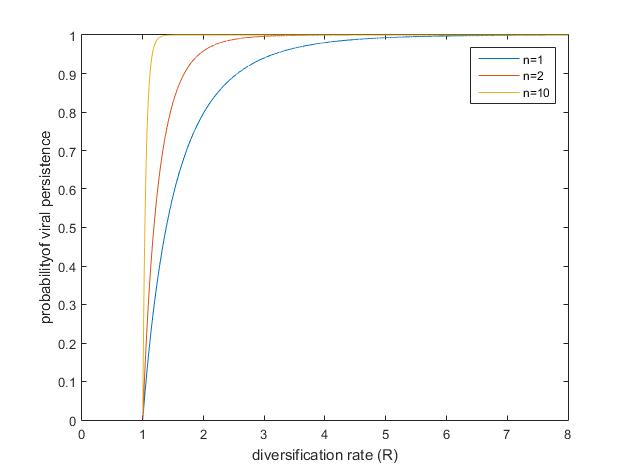 1
0.9
0.8
0.7
0.6
0.5
0.4
0.3
0.2
0.1
0
probabilityof viral persistence
n=1
n=2
n=10
0 1 2 3 4 5 6 7 8
diversification rate (R)